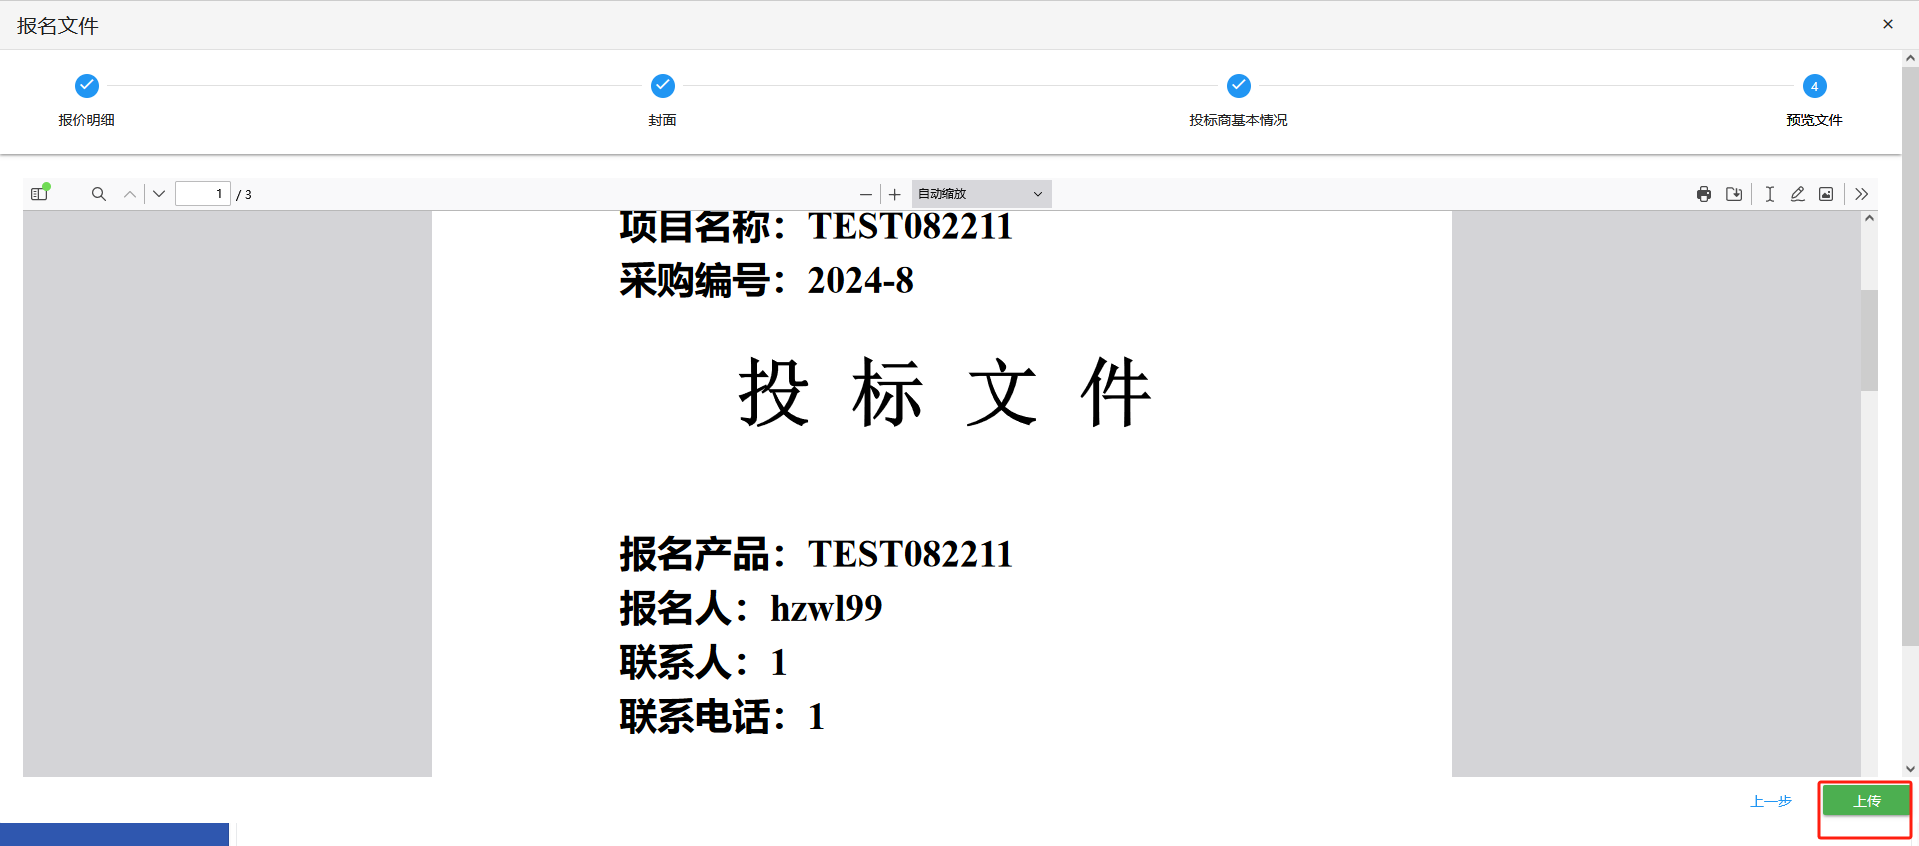 报名文件
4
报价明细
封面
投标商基本情况
预览文件
1 / 3
自动缩放
项目名称：TEST082211
采购编号：2024-8
投 标 文 件
报名产品：TEST082211
报名人：hzwl99
联系人：1
联系电话：1
上一步
上传